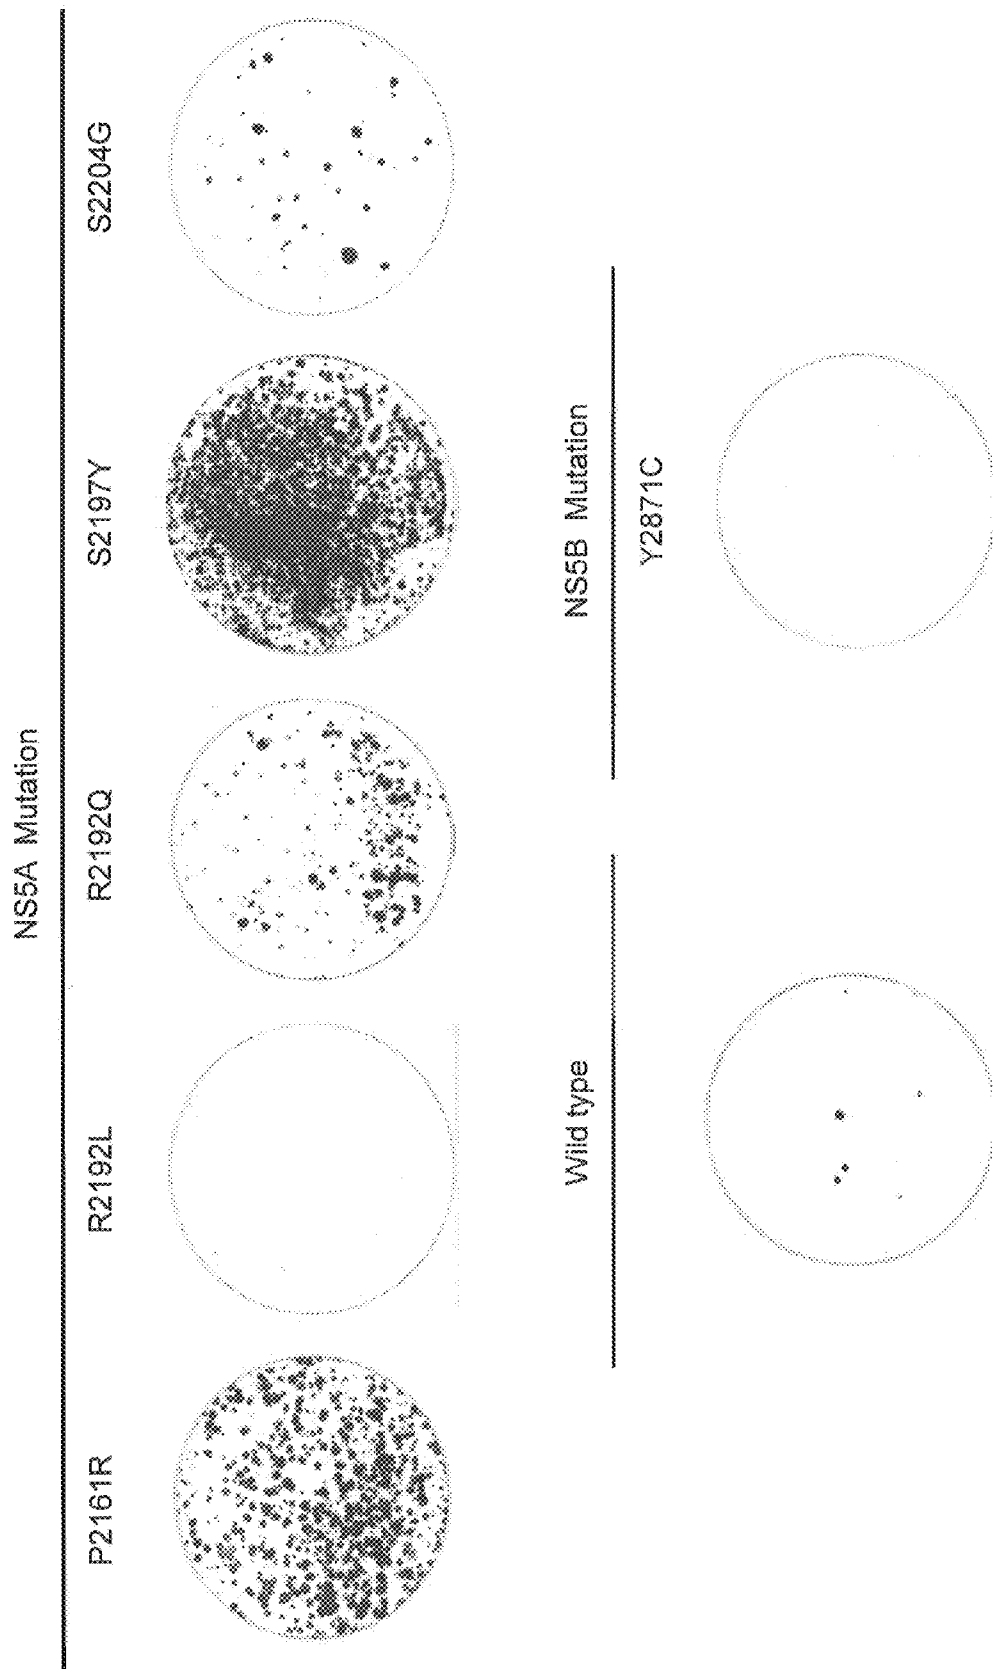 NS5A Mutation
P2161R R2192L R2192Q S2197Y S2204G
Wild type NS5B Mutation
Y2871C